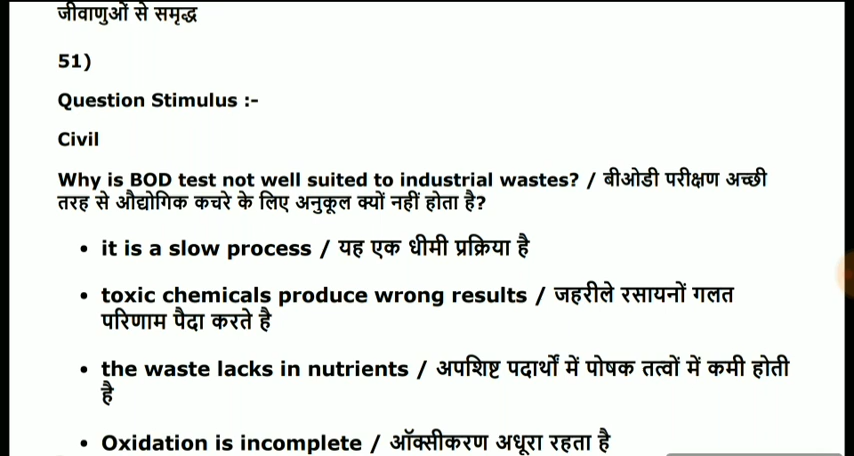 जीवाणुओं से समृद्ध
51)
Question Stimulus :-
Civil
Why is BOD test not well suited to industrial wastes? / बीओडी परीक्षण अच्छी
तरह से औद्योगिक कचरे के लिए अनुकूल क्यों नहीं होता है?
• it is a slow process / यह एक धीमी प्रक्रिया है
• toxic chemicals produce wrong results / जहरीले रसायनों गलत
परिणाम पैदा करते है
• the waste lacks in nutrients / अपशिष्ट पदार्थों में पोषक तत्वों में कमी होती
है
• Oxidation is incomplete / ऑक्सीकरण अधूरा रहता है